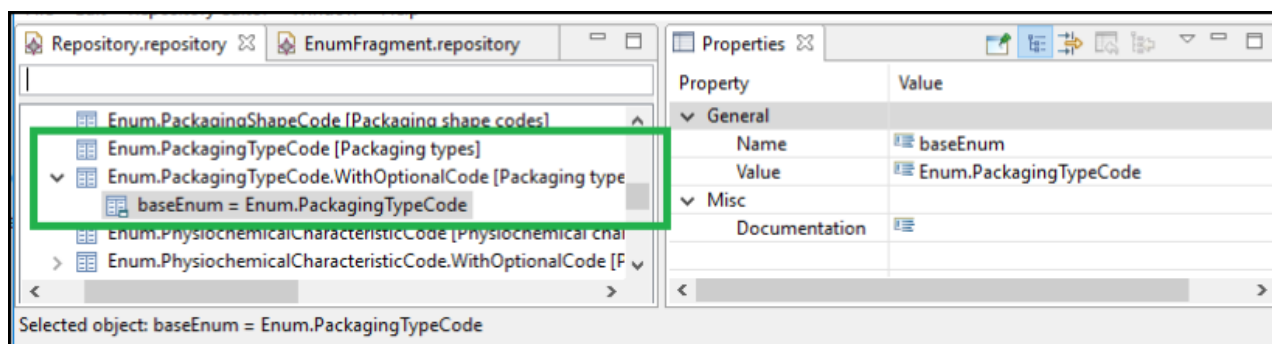 Repository.repository
EnumFragment.repository
Enum.PackagingShapeCode [Packaging shape codes]
Enum.PackagingTypeCode [Packaging types]
Enum.PackagingTypeCode.WithOptionalCode [Packaging type
baseEnum = Enum.PackagingTypeCode
Enum.PhysiochemicalCharacteristicCode [Physiochemical chai
Enum.PhysiochemicalCharacteristicCode.WithOptionalCode [P
Selected object: baseEnum = Enum.PackagingTypeCode
Properties
Property Value
General
Name baseEnum
Value Enum.PackagingTypeCode
Misc
Documentation